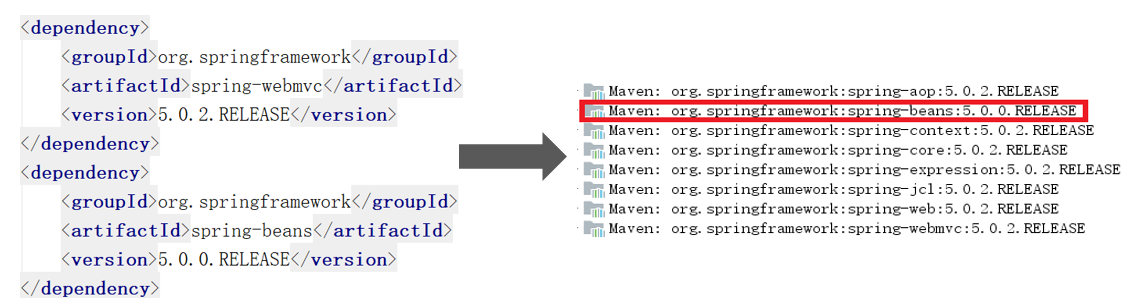 <dependency>
<groupId>org.springframework</groupId>
<artifactId>spring-webmvc</artifactId>
<version>5.0.2.RELEASE</version>
</dependency>
<dependency>
<groupId>org.springframework</groupId>
<artifactId>spring-beans</artifactId>
<version>5.0.0.RELEASE</version>
</dependency>
Maven: org.springframework:spring-aop:5.0.2.RELEASE
Maven: org.springframework:spring-beans:5.0.0.RELEASE
Maven: org.springframework:spring-context:5.0.2.RELEASE
Maven: org.springframework:spring-core:5.0.2.RELEASE
Maven: org.springframework:spring-expression:5.0.2.RELEASE
Maven: org.springframework:spring-jcl:5.0.2.RELEASE
Maven: org.springframework:spring-web:5.0.2.RELEASE
Maven: org.springframework:spring-webmvc:5.0.2.RELEASE